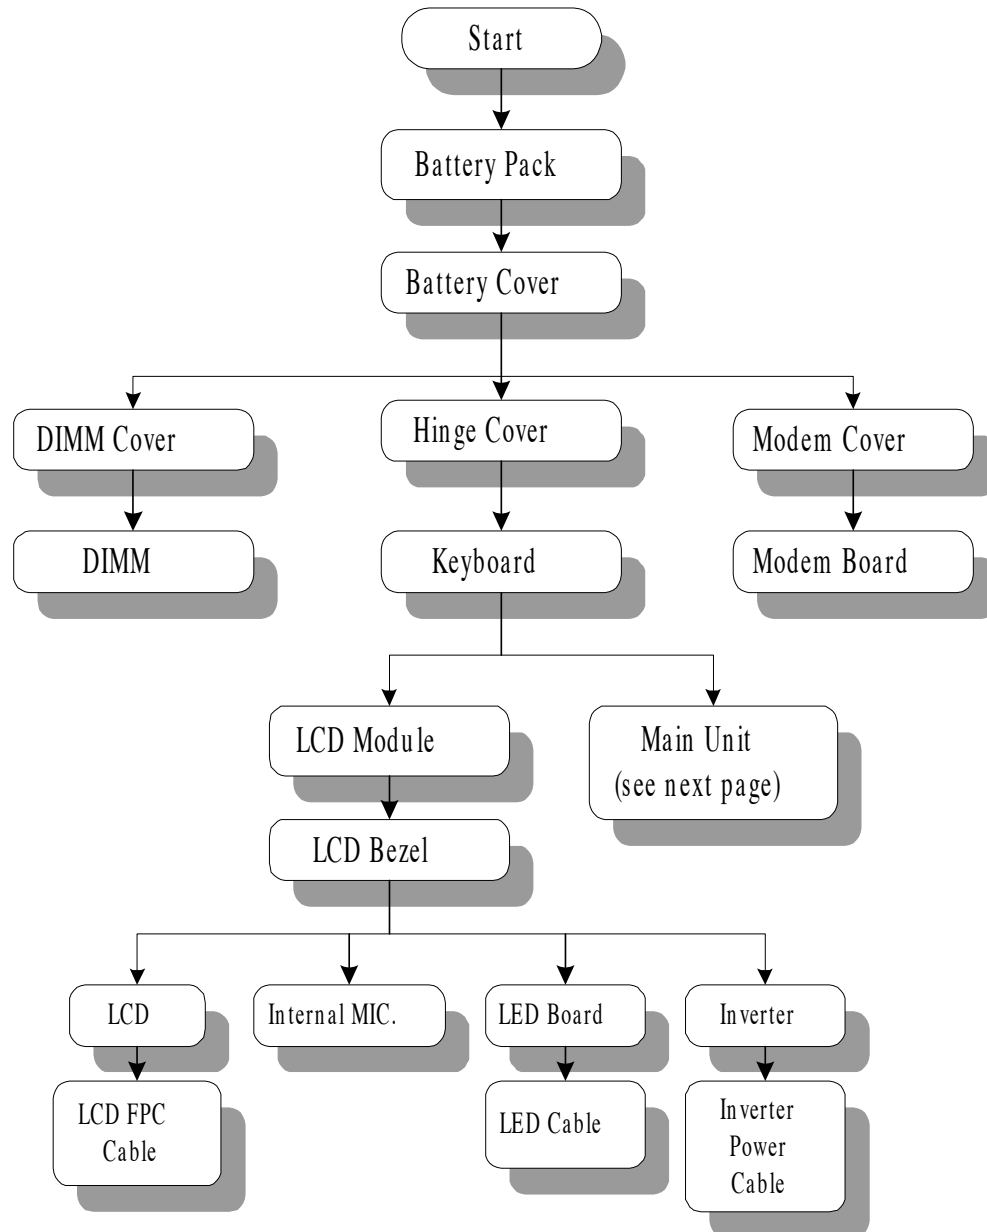 Start
Battery Pack
Battery Cover
DIMM Cover
Hinge Cover
Modem Cover
DIMM
Keyboard
Modem Board
LCD Module
Main Unit
(see next page)
LCD Bezel
LCD
Internal MIC.
LED Board
Inverter
LCD FPC
Cable
LED Cable
Inverter
Power
Cable